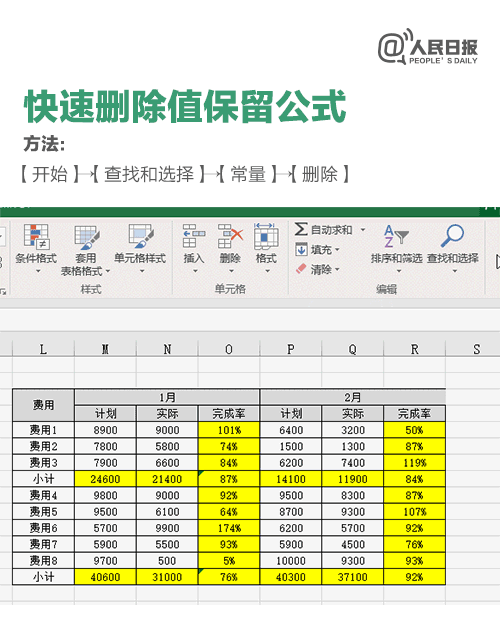 @人民日报
PEOPLE'S DAILY
快速删除值保留公式
方法:
【开始】→【查找和选择】→【常量】→【删除】
条件格式 套用 表格格式 单元格样式 插入 删除 格式 自动求和 填充 清除 排序和筛选 查找和选择
样式 单元格 编辑
L M N O P Q R S
费用 1月 2月
计划 实际 完成率 计划 实际 完成率
费用1 8900 9000 101% 6400 3200 50%
费用2 7800 5800 74% 1500 1300 87%
费用3 7900 6600 84% 6200 7400 119%
小计 24600 21400 87% 14100 11900 84%
费用4 9800 9000 92% 9500 8300 87%
费用5 9500 6100 64% 8700 9300 107%
费用6 5700 9900 174% 6200 5700 92%
费用7 5900 5500 93% 5900 4500 76%
费用8 9700 500 5% 10000 9300 93%
小计 40600 31000 76% 40300 37100 92%